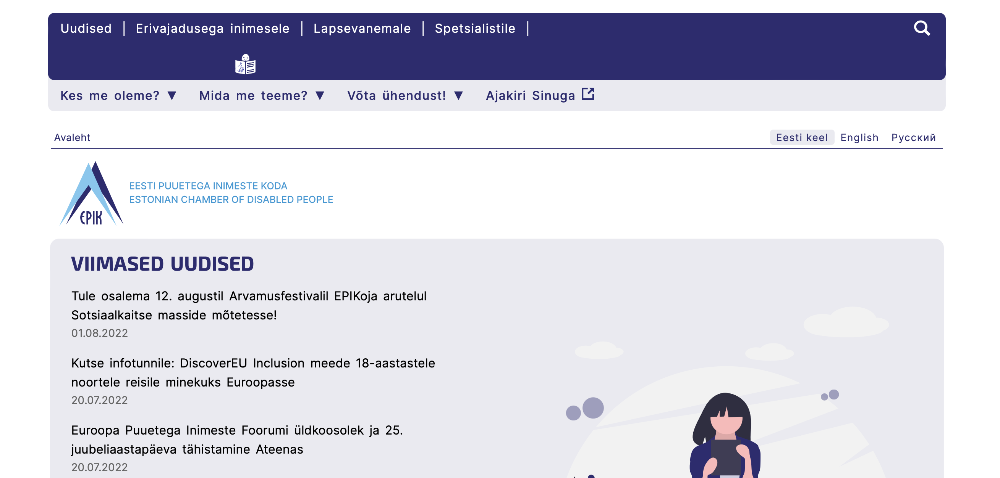 Uudised | Erivajadusega inimesele | Lapsevanemale | Spetsialistile |
Kes me oleme? ▼ Mida me teeme? ▼ Võta ühendust! ▼ Ajakiri Sinuga
Avaleht Eesti keel English Русский
EESTI PUUETEGA INIMESTE KODA
ESTONIAN CHAMBER OF DISABLED PEOPLE
EPIK
VIIMASED UUDISED
Tule osalema 12. augustil Arvamusfestivalil EPIKoja arutelul
Sotsiaalkaitse masside mõtetesse!
01.08.2022
Kutse infotunnile: DiscoverEU Inclusion meede 18-aastastele
noortele reisile minekuks Euroopasse
20.07.2022
Euroopa Puuetega Inimeste Foorumi üldkoosolek ja 25.
juubeliaastapäeva tähistamine Ateenas
20.07.2022